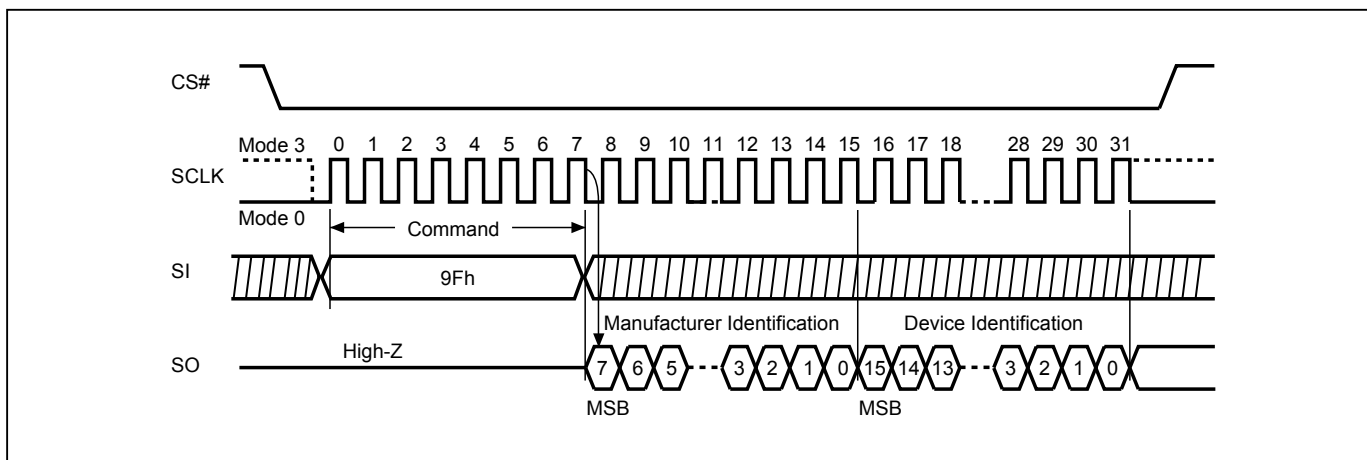 CS#
Mode 3
0 1 2 3 4 5 6 7 8 9 10 11 12 13 14 15 16 17 18 28 29 30 31
SCLK
Mode 0
Command
SI
9Fh
Manufacturer Identification
Device Identification
High-Z
SO
7 6 5 3 2 1 0 15 14 13 3 2 1 0
MSB
MSB